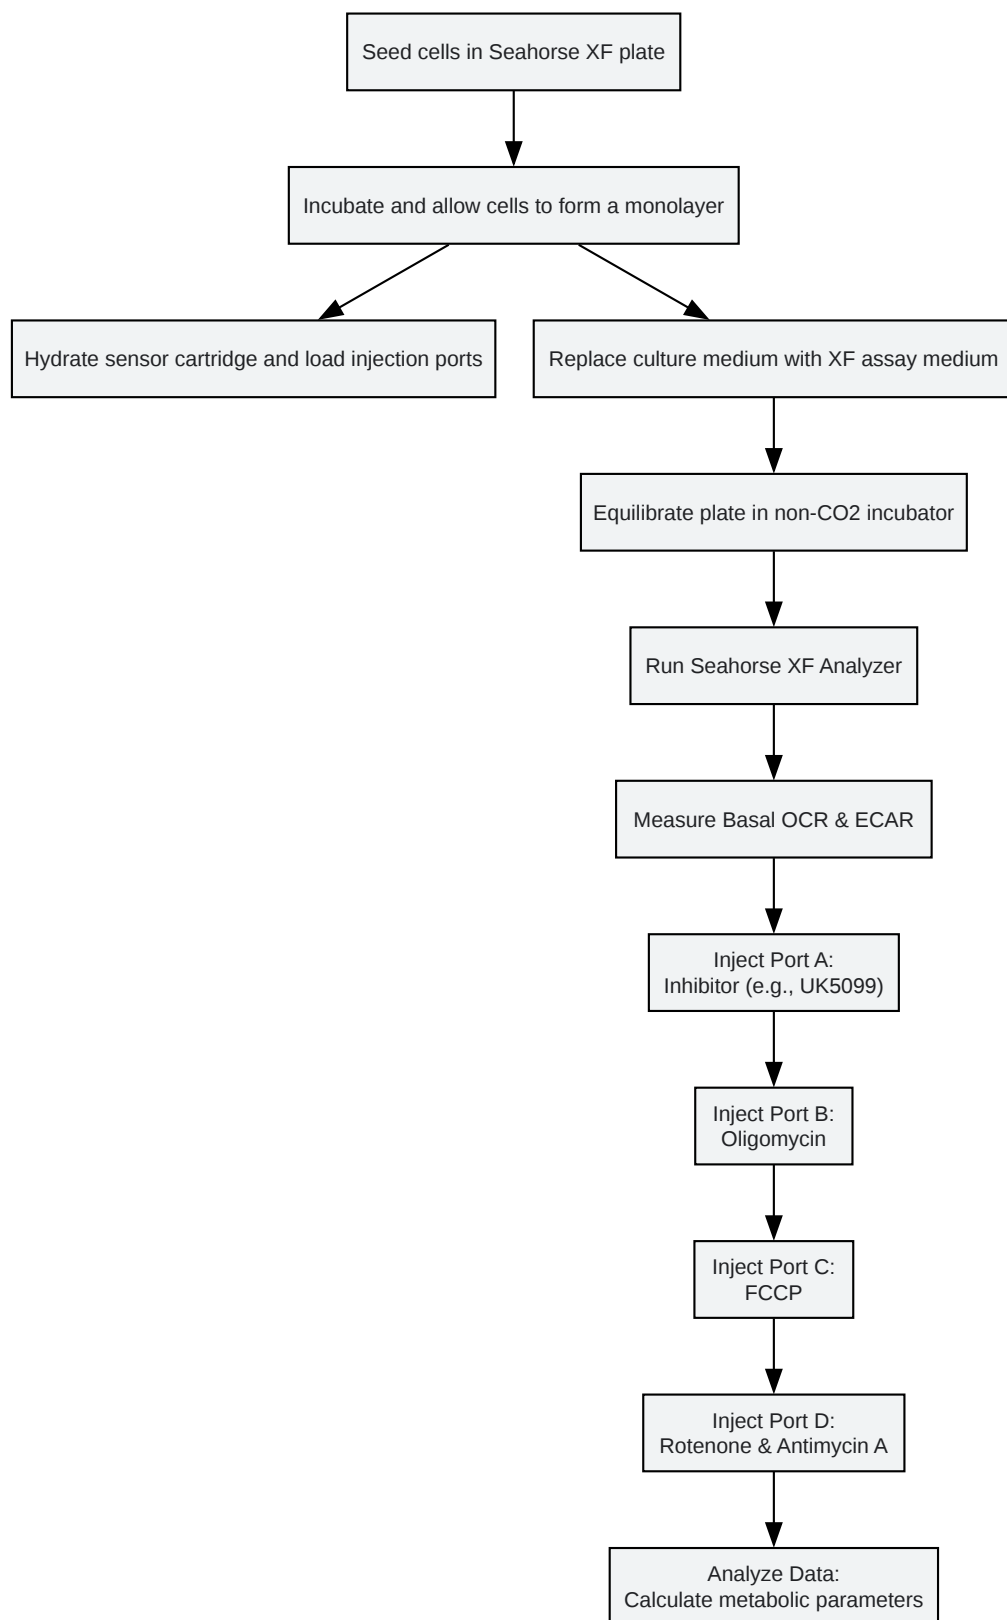 Seed cells in Seahorse XF plate
Incubate and allow cells to form a monolayer
Hydrate sensor cartridge and load injection ports
Replace culture medium with XF assay medium
Equilibrate plate in non-CO2 incubator
Run Seahorse XF Analyzer
Measure Basal OCR & ECAR
Inject Port A:
Inhibitor (e.g., UK5099)
Inject Port B:
Oligomycin
Inject Port C:
FCCP
Inject Port D:
Rotenone & Antimycin A
Analyze Data:
Calculate metabolic parameters